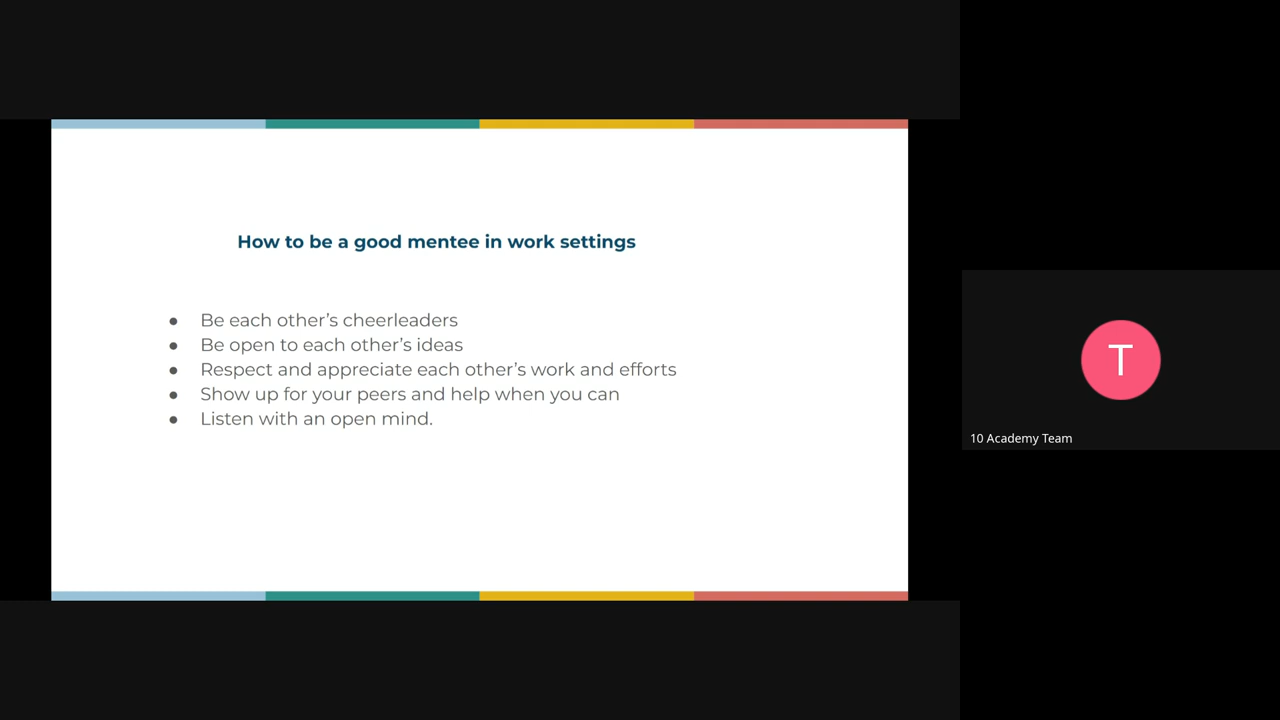 How to be a good mentee in work settings
● Be each other’s cheerleaders
● Be open to each other’s ideas
● Respect and appreciate each other’s work and efforts
● Show up for your peers and help when you can
● Listen with an open mind.
T
10 Academy Team